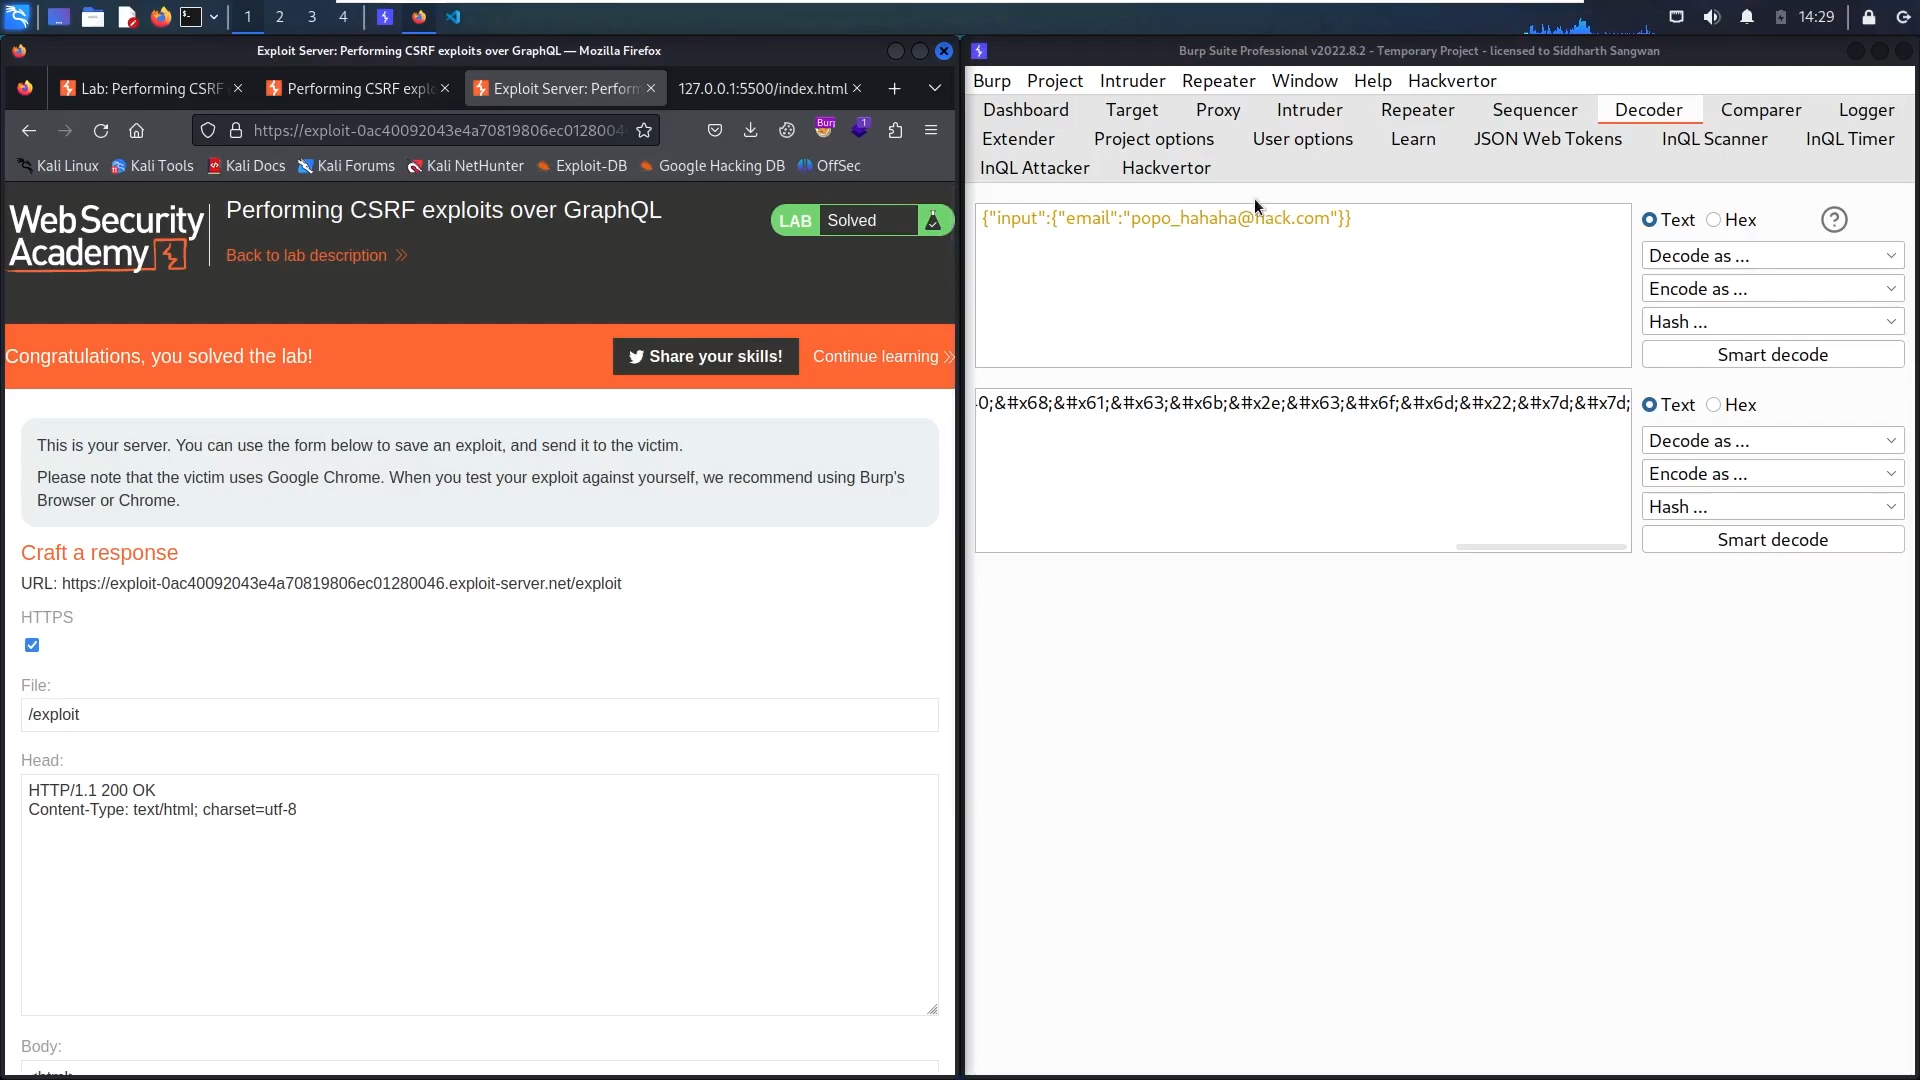 1
2
3
4
14:29
Exploit Server: Performing CSRF exploits over GraphQL — Mozilla Firefox
Lab: Performing CSRF
Performing CSRF explo
Exploit Server: Perform
127.0.0.1:5500/index.html
https://exploit-0ac40092043e4a70819806ec01280046
Burp
1
Kali Linux
Kali Tools
Kali Docs
Kali Forums
Kali NetHunter
Exploit-DB
Google Hacking DB
OffSec
WebSecurity
Academy
Performing CSRF exploits over GraphQL
Back to lab description
LAB
Solved
Congratulations, you solved the lab!
Share your skills!
Continue learning
This is your server. You can use the form below to save an exploit, and send it to the victim.
Please note that the victim uses Google Chrome. When you test your exploit against yourself, we recommend using Burp's
Browser or Chrome.
Craft a response
URL: https://exploit-0ac40092043e4a70819806ec01280046.exploit-server.net/exploit
HTTPS
File:
/exploit
Head:
HTTP/1.1 200 OK
Content-Type: text/html; charset=utf-8
Body:
<html>
Burp Suite Professional v2022.8.2 - Temporary Project - licensed to Siddharth Sangwan
Burp Project Intruder Repeater Window Help Hackvertor
Dashboard Target Proxy Intruder Repeater Sequencer Decoder Comparer Logger
Extender Project options User options Learn JSON Web Tokens InQL Scanner InQL Timer
InQL Attacker Hackvertor
{"input":{"email":"popo_hahaha@hack.com"}}
Text Hex ?
Decode as ...
Encode as ...
Hash ...
Smart decode
0;&#x68;&#x61;&#x63;&#x6b;&#x2e;&#x63;&#x6f;&#x6d;&#x22;&#x7d;&#x7d;
Text Hex
Decode as ...
Encode as ...
Hash ...
Smart decode